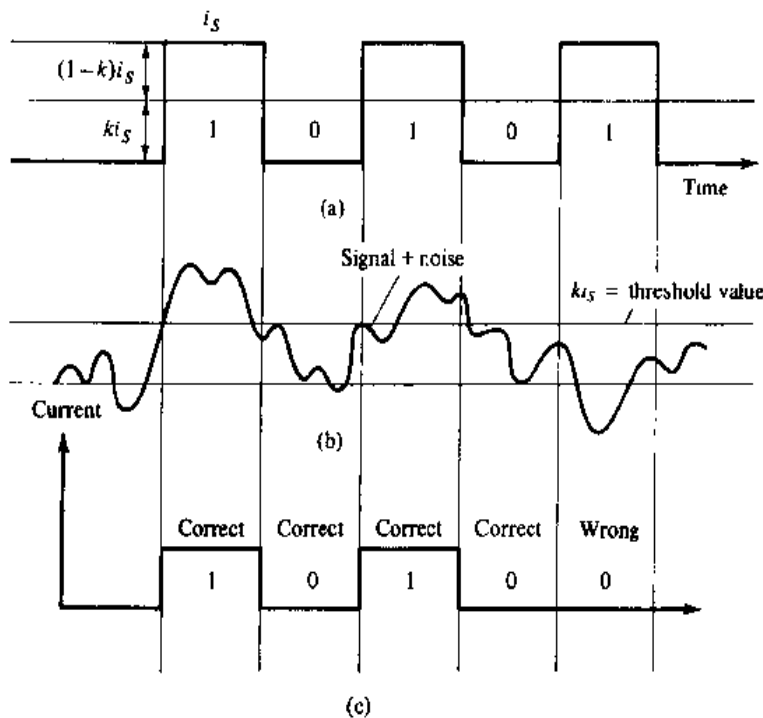 i_S
(1−k)i_S
ki_S
1 0 1 0 1
Time
(a)
Signal + noise
ki_S = threshold value
Current
(b)
Correct Correct Correct Correct Wrong
1 0 1 0 0
(c)